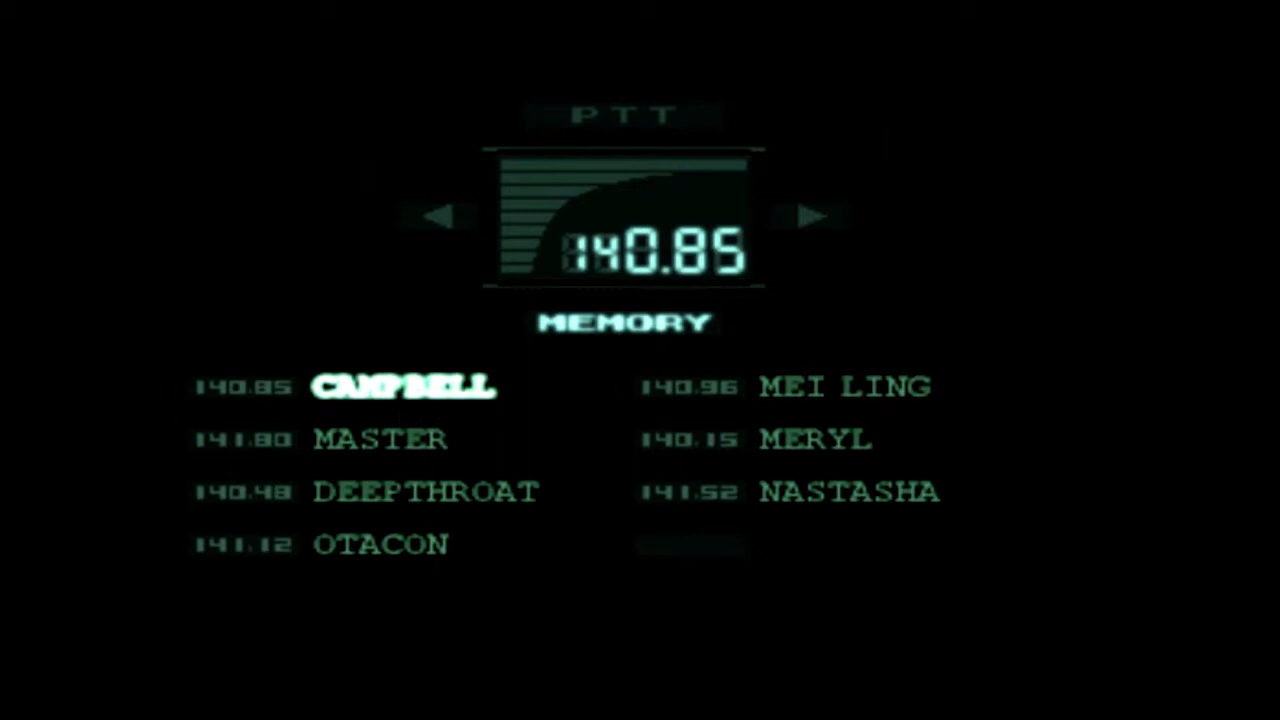 PTT
140.85
MEMORY
140.85 CAMPBELL 140.96 MEI LING
141.80 MASTER 140.15 MERYL
140.48 DEEPTHROAT 141.52 NASTASHA
141.12 OTACON